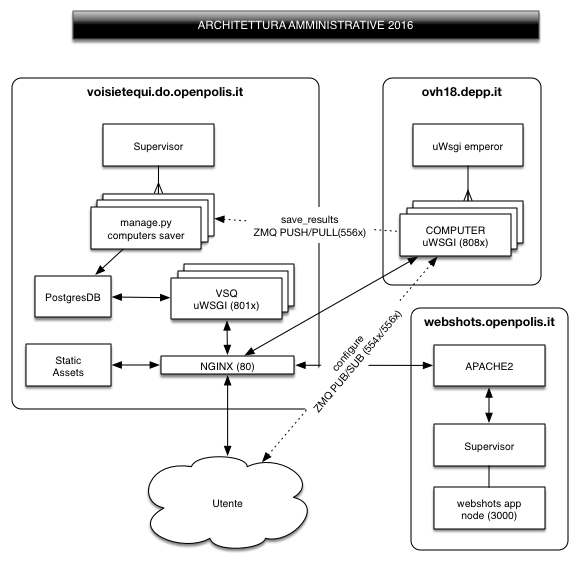 ARCHITETTURA AMMINISTRATIVE 2016
voisietequi.do.openpolis.it
Supervisor
manage.py
computers saver
PostgresDB
VSQ
uWSGI (801x)
Static
Assets
NGINX (80)
save_results
ZMQ PUSH/PULL(556x)
ovh18.depp.it
uWsgi emperor
COMPUTER
uWSGI (808x)
configure
ZMQ PUB/SUB (554x/556x)
webshots.openpolis.it
APACHE2
Supervisor
webshots app
node (3000)
Utente